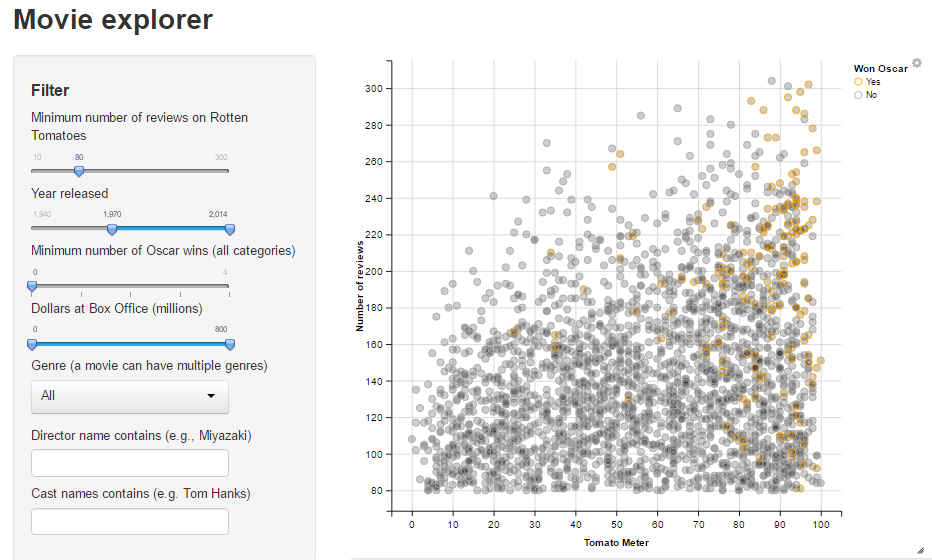 Movie explorer
Filter
Minimum number of reviews on Rotten
Tomatoes
10 80 300
Year released
1,940 1,970 2,014
Minimum number of Oscar wins (all categories)
0 4
Dollars at Box Office (millions)
0 800
Genre (a movie can have multiple genres)
All
Director name contains (e.g., Miyazaki)
Cast names contains (e.g. Tom Hanks)
Number of reviews
300
280
260
240
220
200
180
160
140
120
100
80
0 10 20 30 40 50 60 70 80 90 100
Tomato Meter
Won Oscar
Yes
No